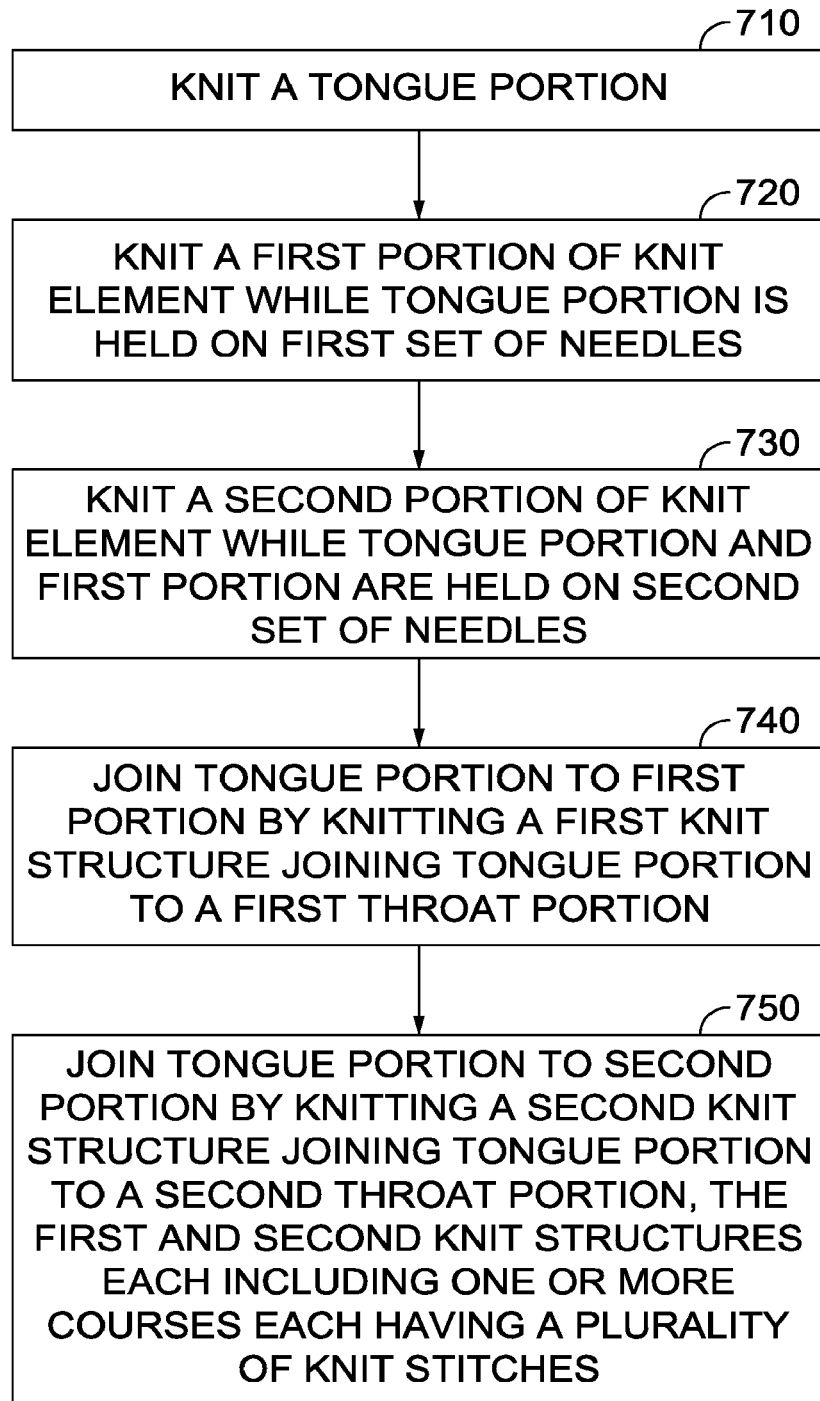 710
KNIT A TONGUE PORTION
720
KNIT A FIRST PORTION OF KNIT
ELEMENT WHILE TONGUE PORTION IS
HELD ON FIRST SET OF NEEDLES
730
KNIT A SECOND PORTION OF KNIT
ELEMENT WHILE TONGUE PORTION AND
FIRST PORTION ARE HELD ON SECOND
SET OF NEEDLES
740
JOIN TONGUE PORTION TO FIRST
PORTION BY KNITTING A FIRST KNIT
STRUCTURE JOINING TONGUE PORTION
TO A FIRST THROAT PORTION
750
JOIN TONGUE PORTION TO SECOND
PORTION BY KNITTING A SECOND KNIT
STRUCTURE JOINING TONGUE PORTION
TO A SECOND THROAT PORTION, THE
FIRST AND SECOND KNIT STRUCTURES
EACH INCLUDING ONE OR MORE
COURSES EACH HAVING A PLURALITY
OF KNIT STITCHES